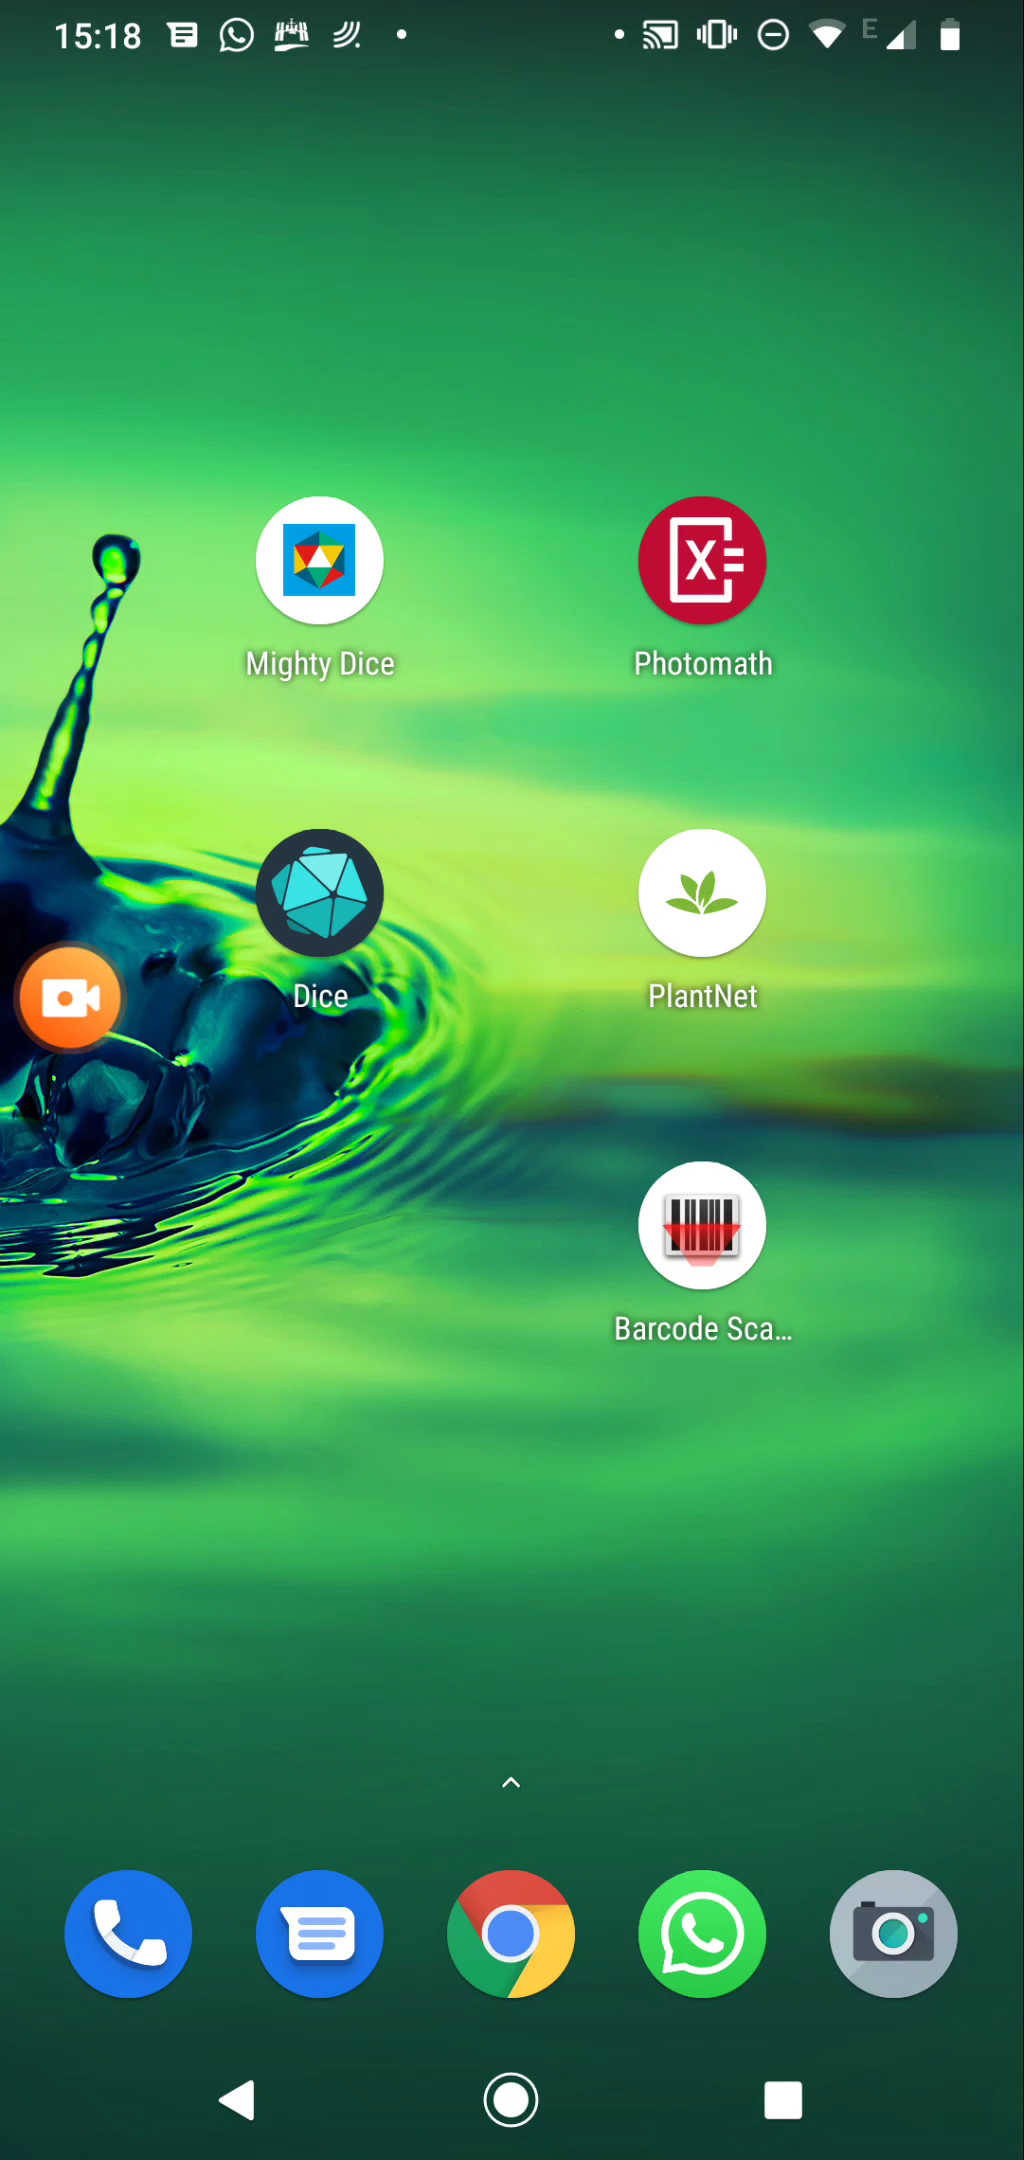 15:18
E
Mighty Dice
Photomath
X=
Dice
PlantNet
Barcode Sca...